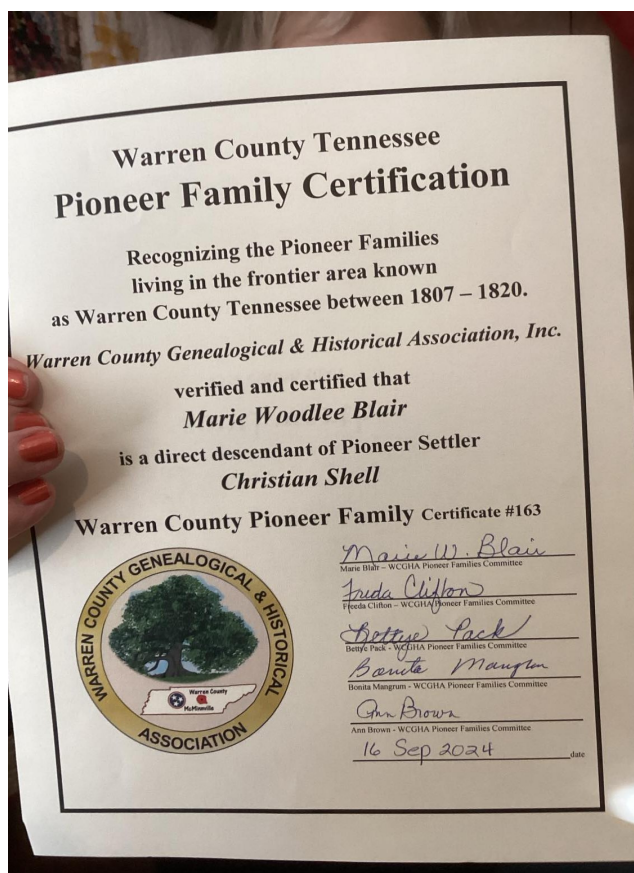 Warren County Tennessee
Pioneer Family Certification
Recognizing the Pioneer Families
living in the frontier area known
as Warren County Tennessee between 1807 – 1820.
Warren County Genealogical & Historical Association, Inc.
verified and certified that
Marie Woodlee Blair
is a direct descendant of Pioneer Settler
Christian Shell
Warren County Pioneer Family Certificate #163
WARREN COUNTY GENEALOGICAL & HISTORICAL
ASSOCIATION
Warren County
McMinnville
Marie W. Blair
Marie Blair – WCGHA Pioneer Families Committee
Freda Clifton
Freeda Clifton – WCGHA Pioneer Families Committee
Bettye Pack
Bettye Pack - WCGHA Pioneer Families Committee
Bonita Mangrum
Bonita Mangrum - WCGHA Pioneer Families Committee
Ann Brown
Ann Brown - WCGHA Pioneer Families Committee
16 Sep 2024 date